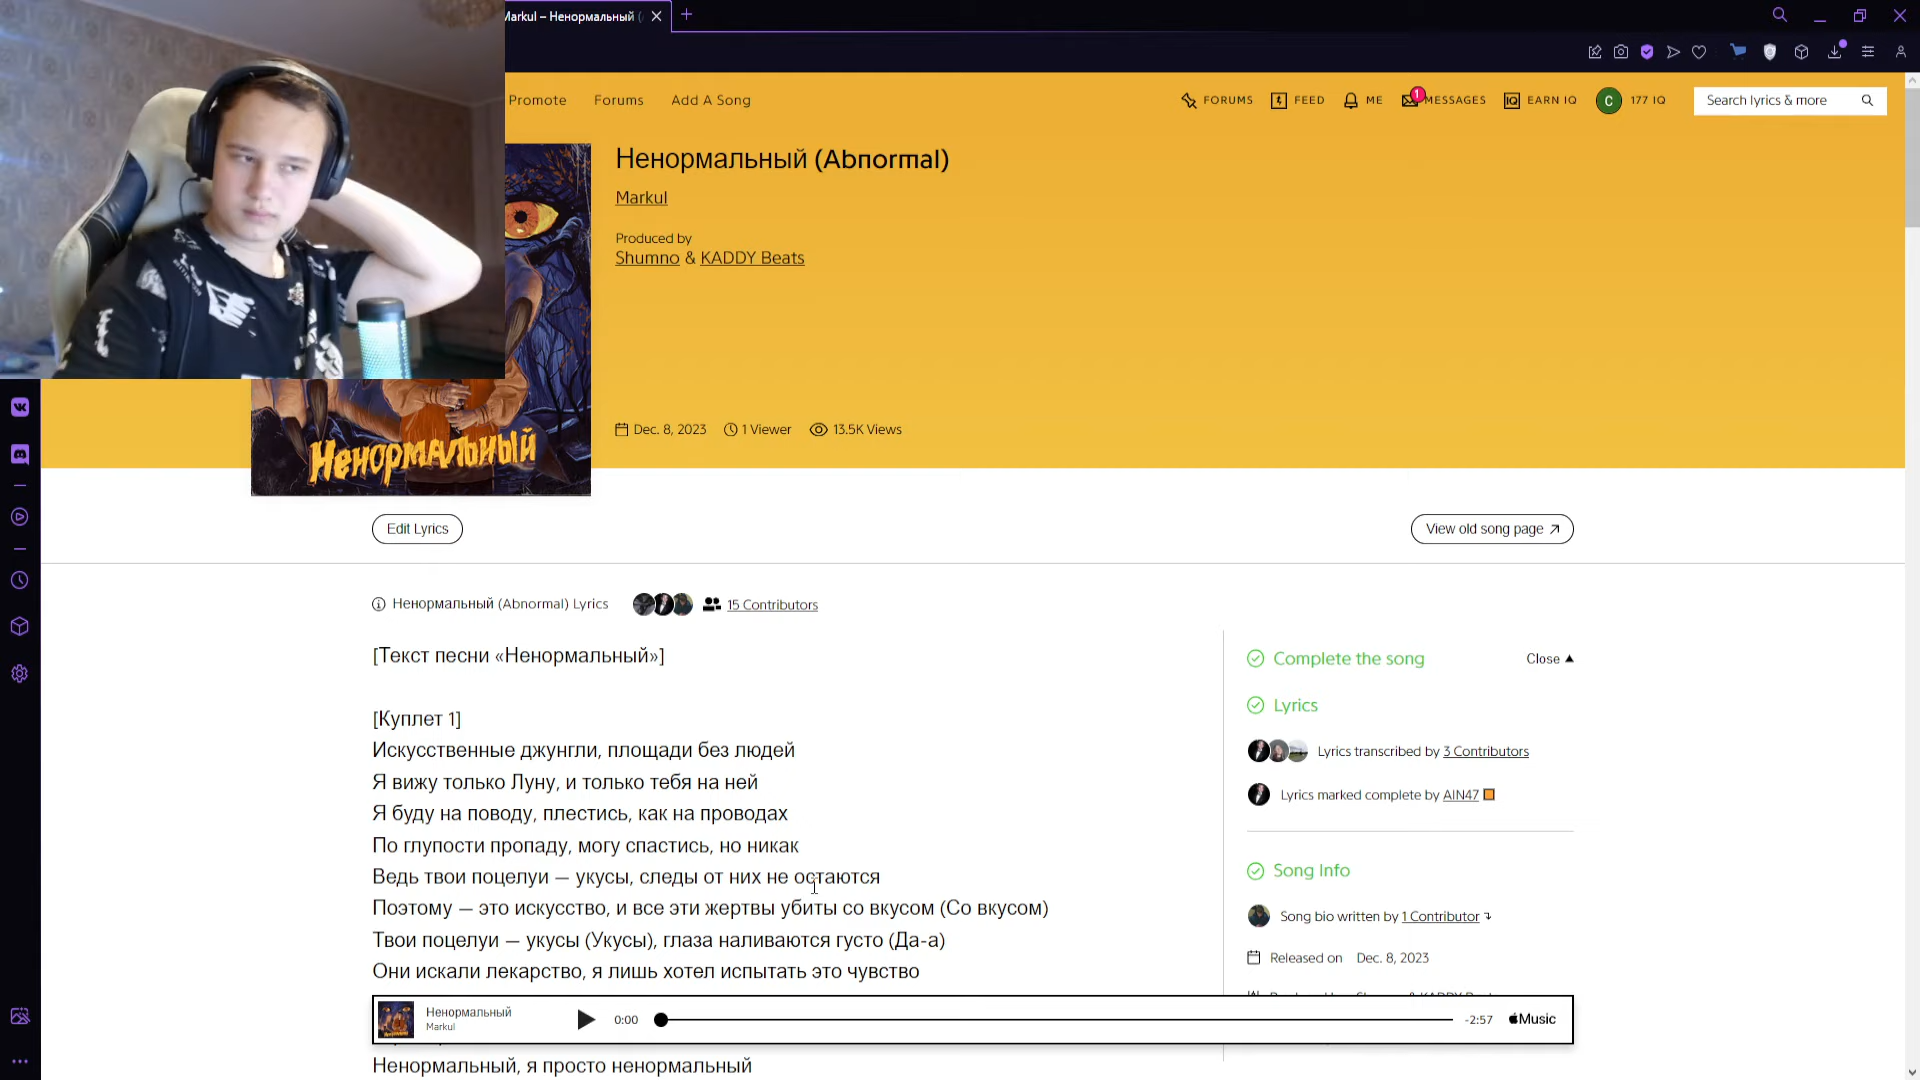 Markul – Ненормальный (
Promote
Forums
Add A Song
FORUMS
FEED
ME
1
MESSAGES
IQ
EARN IQ
C
177 IQ
Search lyrics & more
Ненормальный (Abnormal)
Markul
Produced by
Shumno & KADDY Beats
Dec. 8, 2023
1 Viewer
13.5K Views
Ненормальный
Edit Lyrics
View old song page
Ненормальный (Abnormal) Lyrics
15 Contributors
[Текст песни «Ненормальный»]
[Куплет 1]
Искусственные джунгли, площади без людей
Я вижу только Луну, и только тебя на ней
Я буду на поводу, плестись, как на проводах
По глупости пропаду, могу спастись, но никак
Ведь твои поцелуи — укусы, следы от них не остаются
Поэтому — это искусство, и все эти жертвы убиты со вкусом (Со вкусом)
Твои поцелуи — укусы (Укусы), глаза наливаются густо (Да-а)
Они искали лекарство, я лишь хотел испытать это чувство
Complete the song
Close
Lyrics
Lyrics transcribed by 3 Contributors
Lyrics marked complete by AIN47
Song Info
Song bio written by 1 Contributor
Released on Dec. 8, 2023
Ненормальный
Markul
0:00
-2:57
Music
Ненормальный, я просто ненормальный